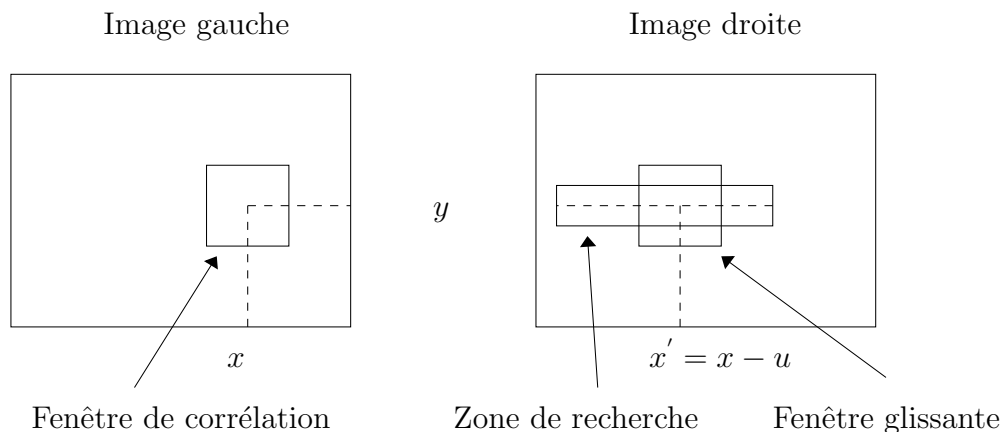 Image gauche
Image droite
y
x
x' = x − u
Fenêtre de corrélation
Zone de recherche
Fenêtre glissante